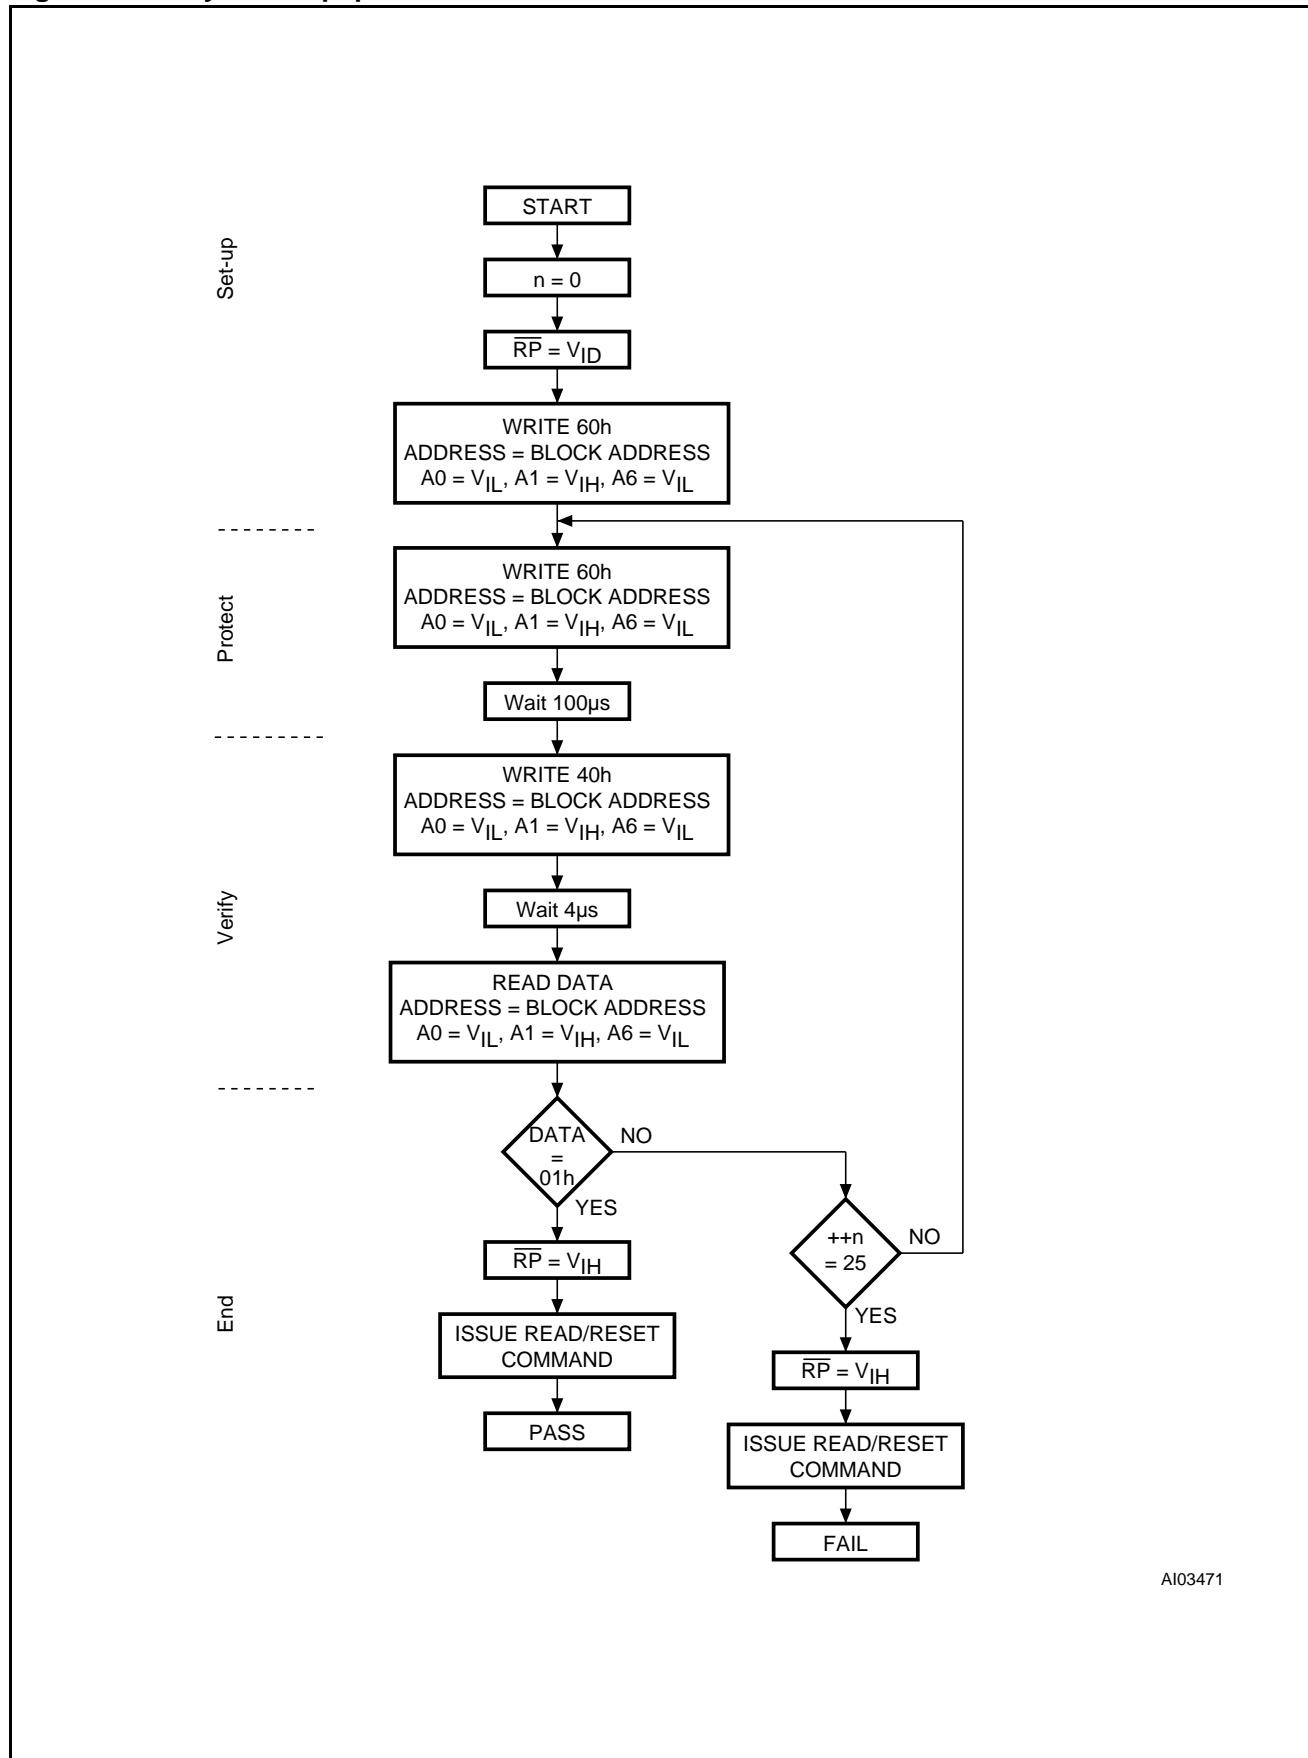 START
Set-up
n = 0
RP = VID
WRITE 60h
ADDRESS = BLOCK ADDRESS
A0 = VIL, A1 = VIH, A6 = VIL
Protect
WRITE 60h
ADDRESS = BLOCK ADDRESS
A0 = VIL, A1 = VIH, A6 = VIL
Wait 100µs
Verify
WRITE 40h
ADDRESS = BLOCK ADDRESS
A0 = VIL, A1 = VIH, A6 = VIL
Wait 4µs
READ DATA
ADDRESS = BLOCK ADDRESS
A0 = VIL, A1 = VIH, A6 = VIL
End
DATA
=
01h
NO
YES
RP = VIH
ISSUE READ/RESET
COMMAND
PASS
++n
= 25
NO
YES
RP = VIH
ISSUE READ/RESET
COMMAND
FAIL
AI03471